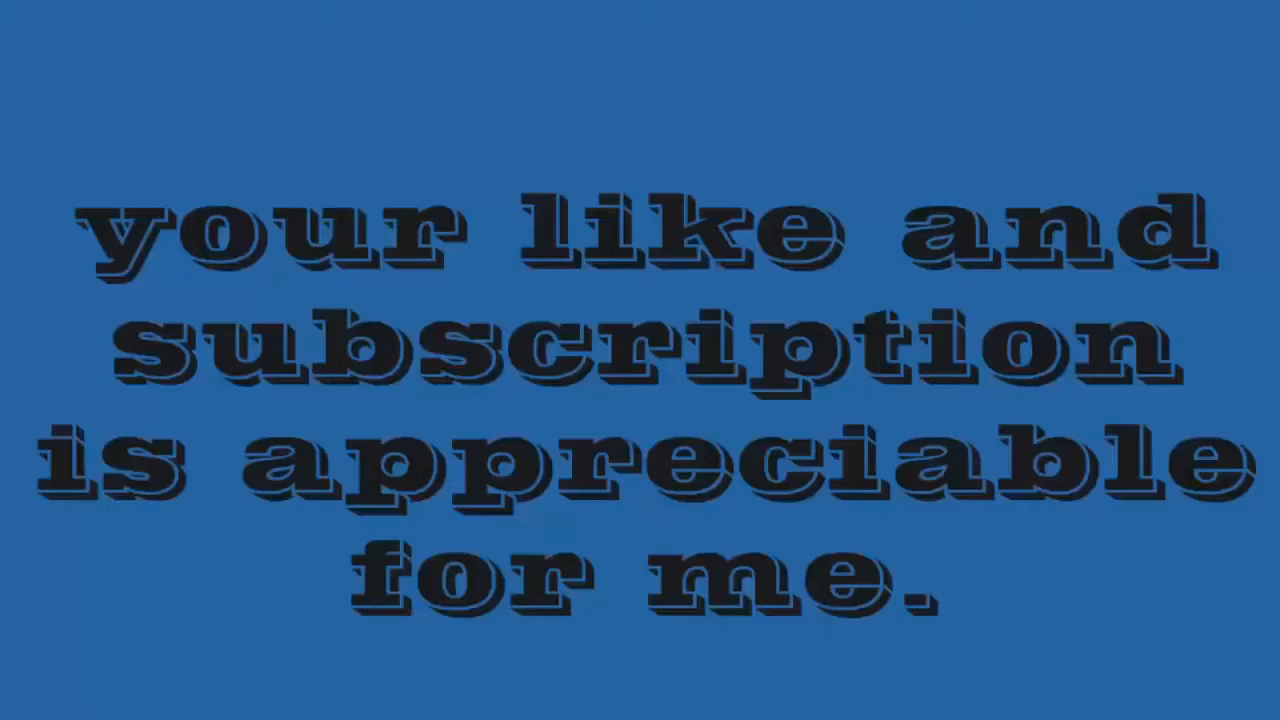 your like and
subscription
is appreciable
for me.